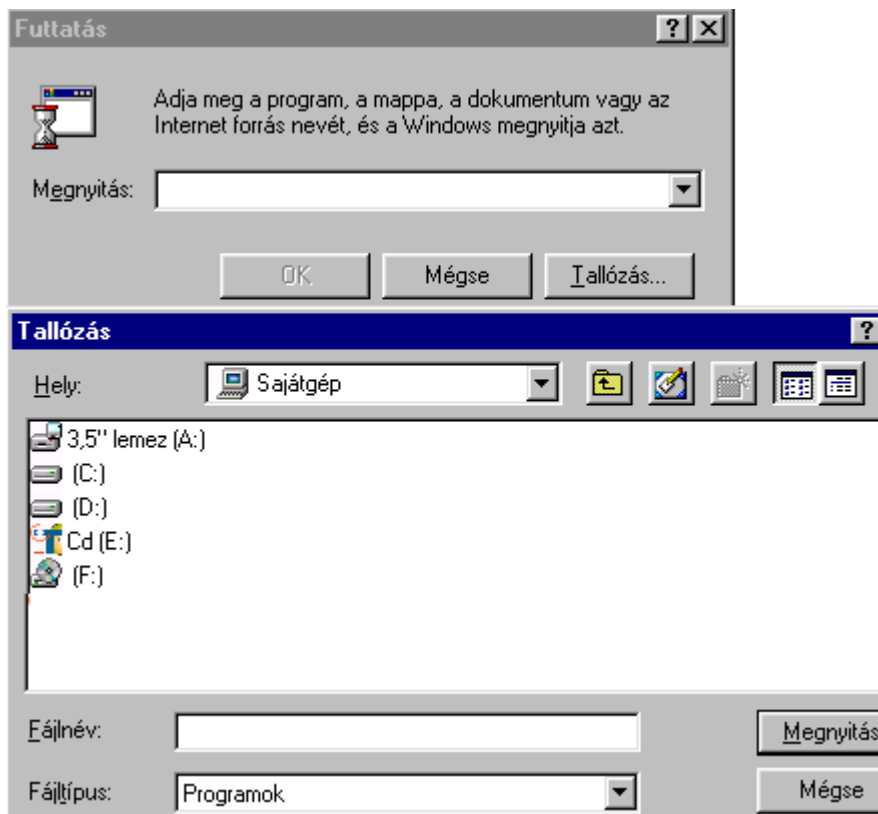 Futtatás
Adja meg a program, a mappa, a dokumentum vagy az
Internet forrás nevét, és a Windows megnyitja azt.
Megnyitás:
OK Mégse Tallózás...
Tallózás
Hely: Sajátgép
3,5'' lemez (A:)
(C:)
(D:)
Cd (E:)
(F:)
Fájlnév: Megnyitás
Fájltípus: Programok Mégse